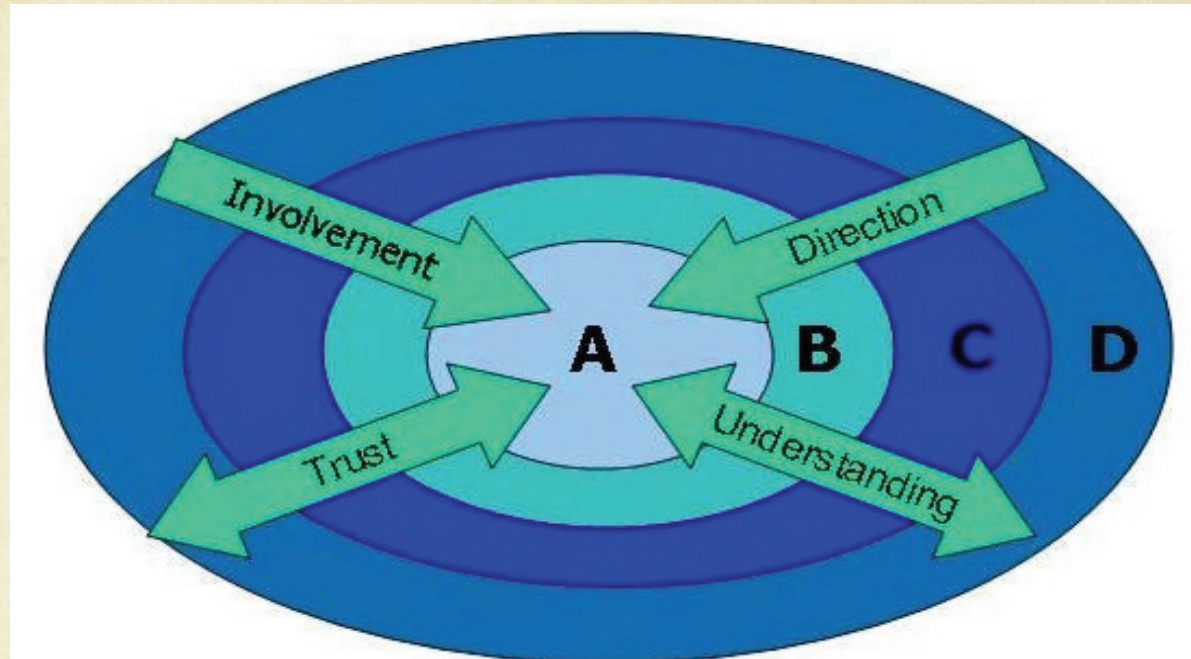 Involvement
Direction
A
B
C
D
Trust
Understanding